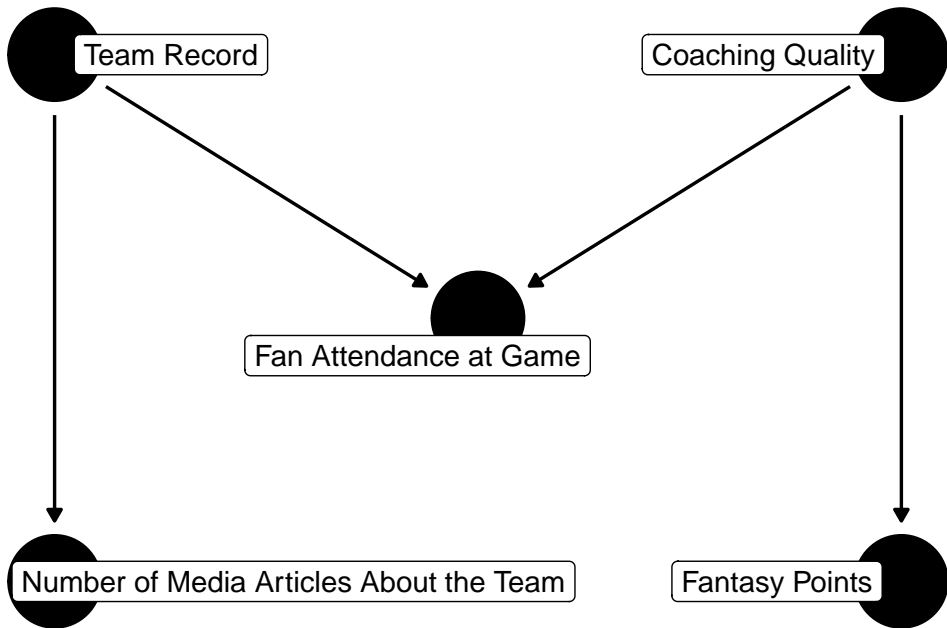 Team Record
Coaching Quality
Fan Attendance at Game
Number of Media Articles About the Team
Fantasy Points